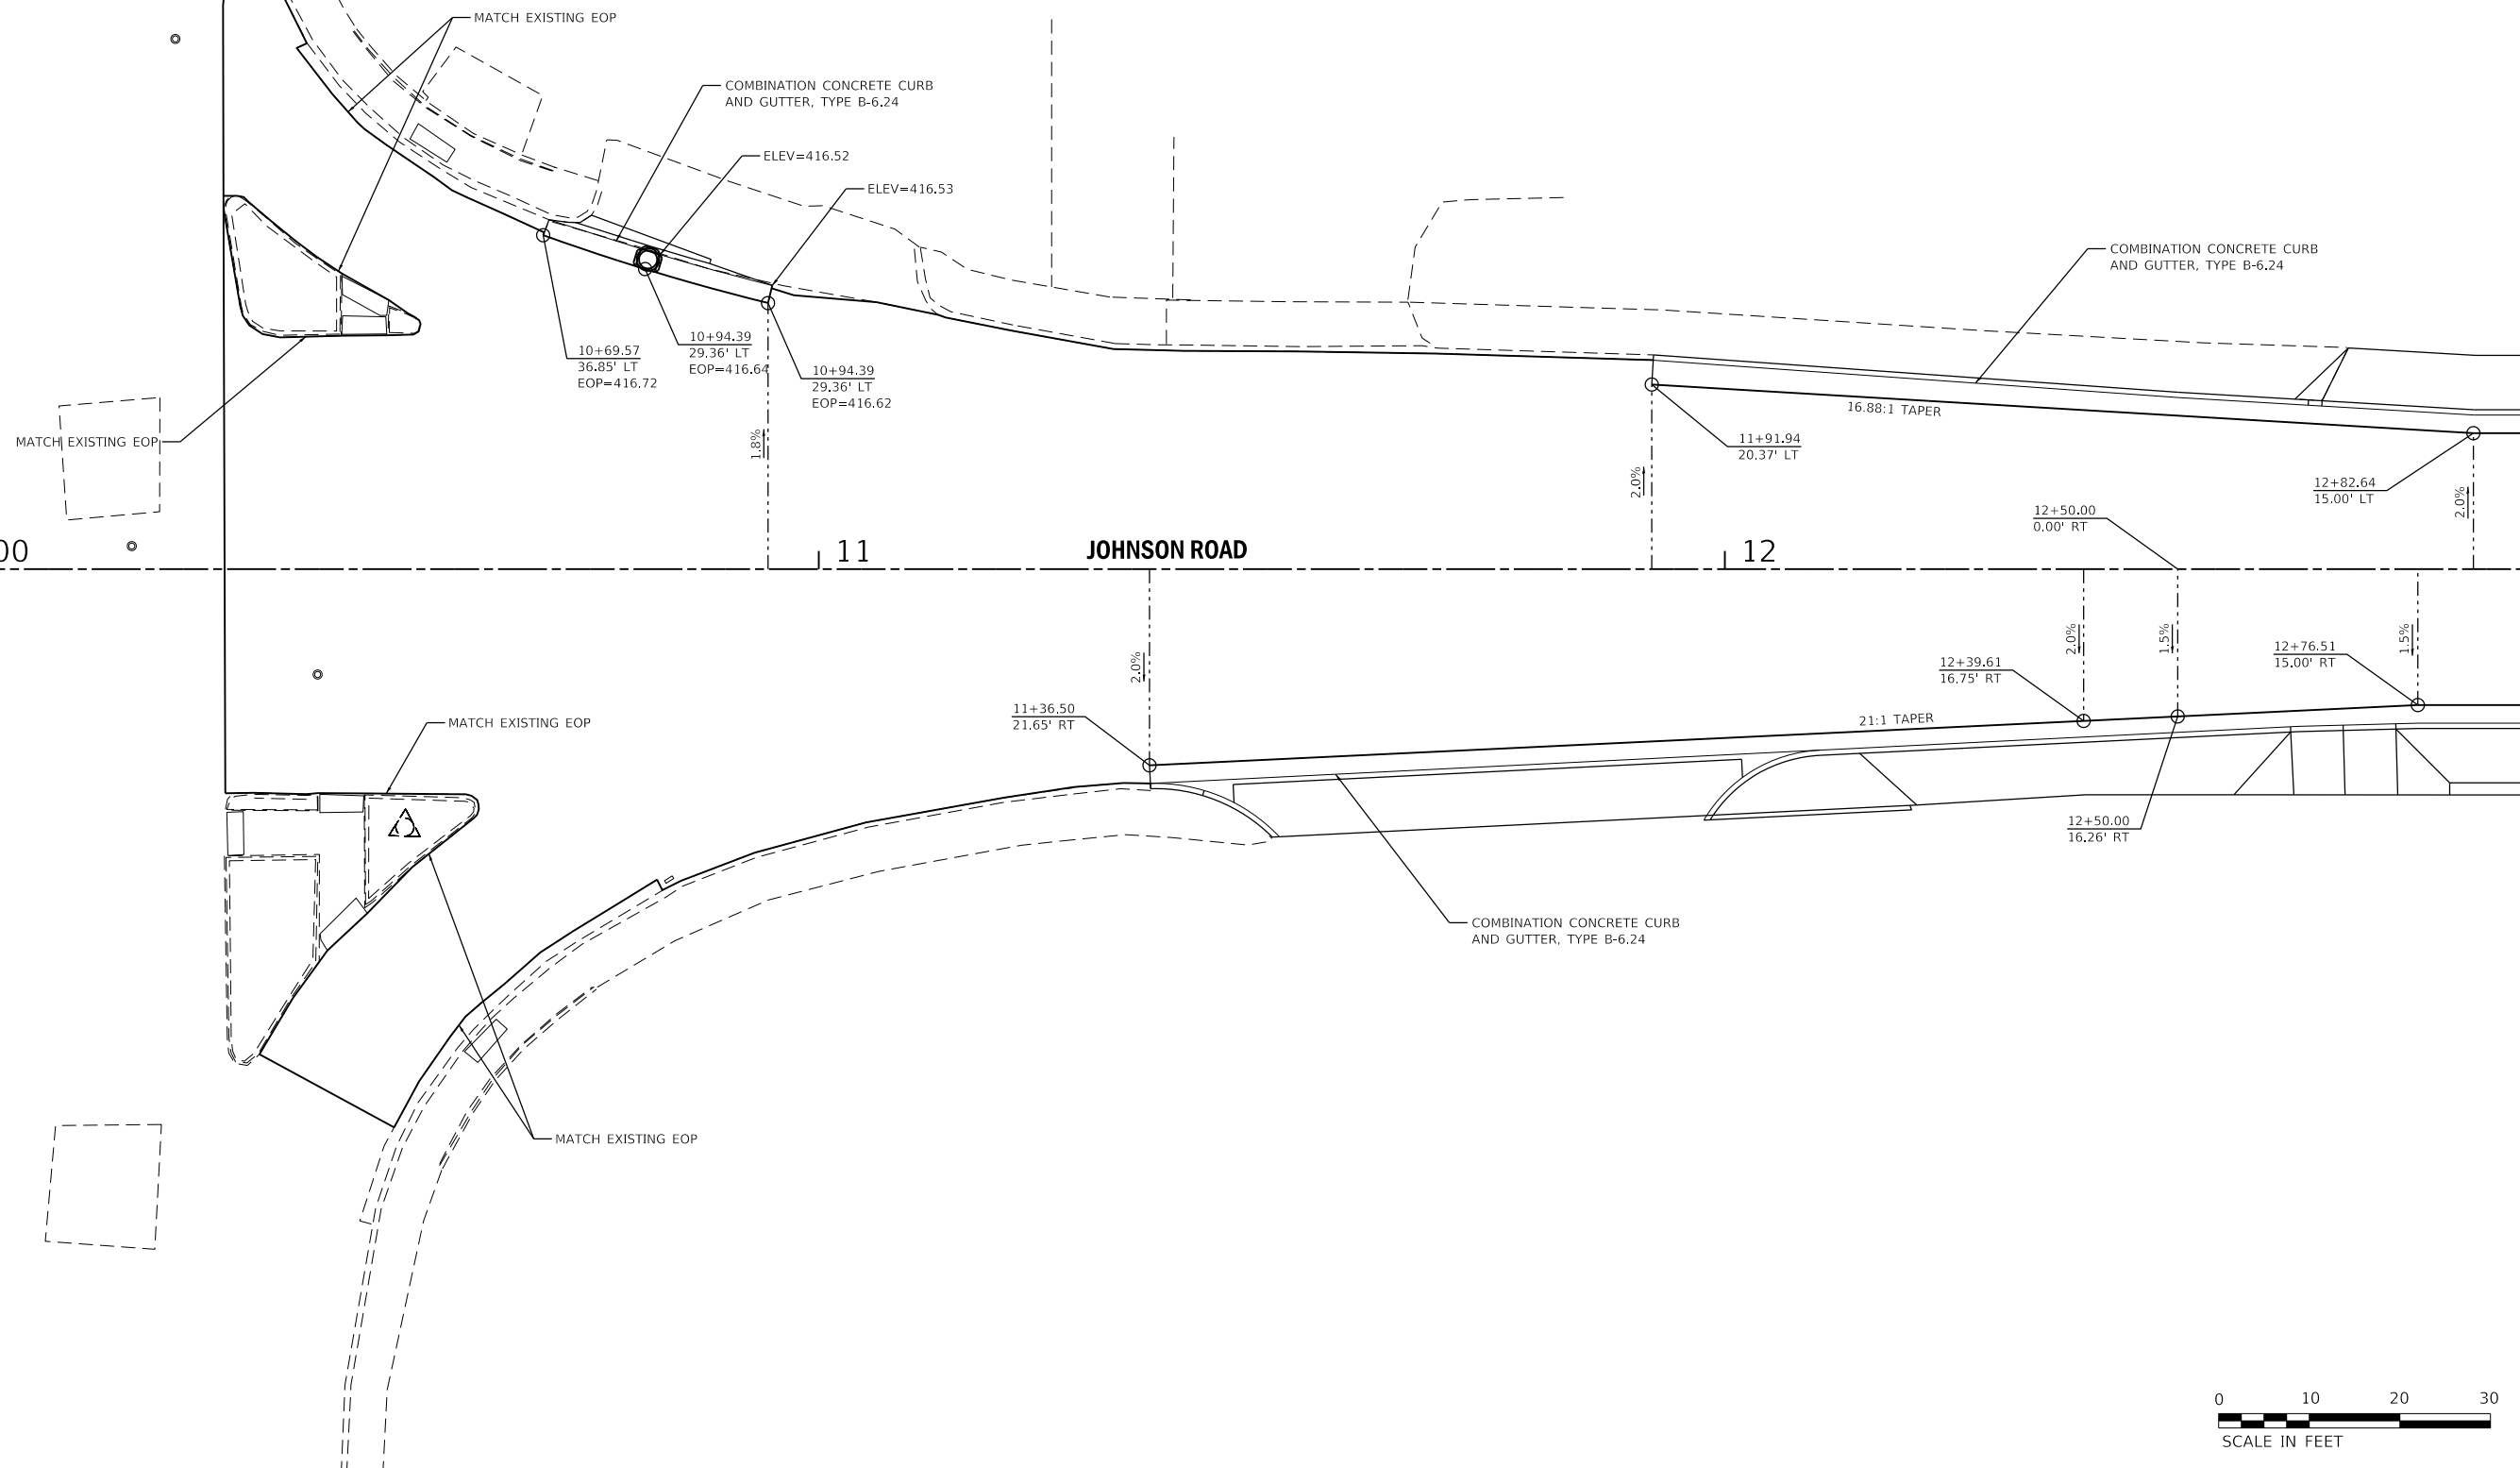 MATCH EXISTING EOP
COMBINATION CONCRETE CURB
AND GUTTER, TYPE B-6.24
ELEV=416.52
ELEV=416.53
COMBINATION CONCRETE CURB
AND GUTTER, TYPE B-6.24
10+69.57
36.85' LT
EOP=416.72
10+94.39
29.36' LT
EOP=416.64
10+94.39
29.36' LT
EOP=416.62
MATCH EXISTING EOP
1.8%
16.88:1 TAPER
11+91.94
20.37' LT
2.0%
12+82.64
15.00' LT
2.0%
12+50.00
0.00' RT
00
11
JOHNSON ROAD
12
2.0%
2.0%
1.5%
1.5%
12+39.61
16.75' RT
12+76.51
15.00' RT
11+36.50
21.65' RT
21:1 TAPER
MATCH EXISTING EOP
12+50.00
16.26' RT
COMBINATION CONCRETE CURB
AND GUTTER, TYPE B-6.24
MATCH EXISTING EOP
0 10 20 30
SCALE IN FEET